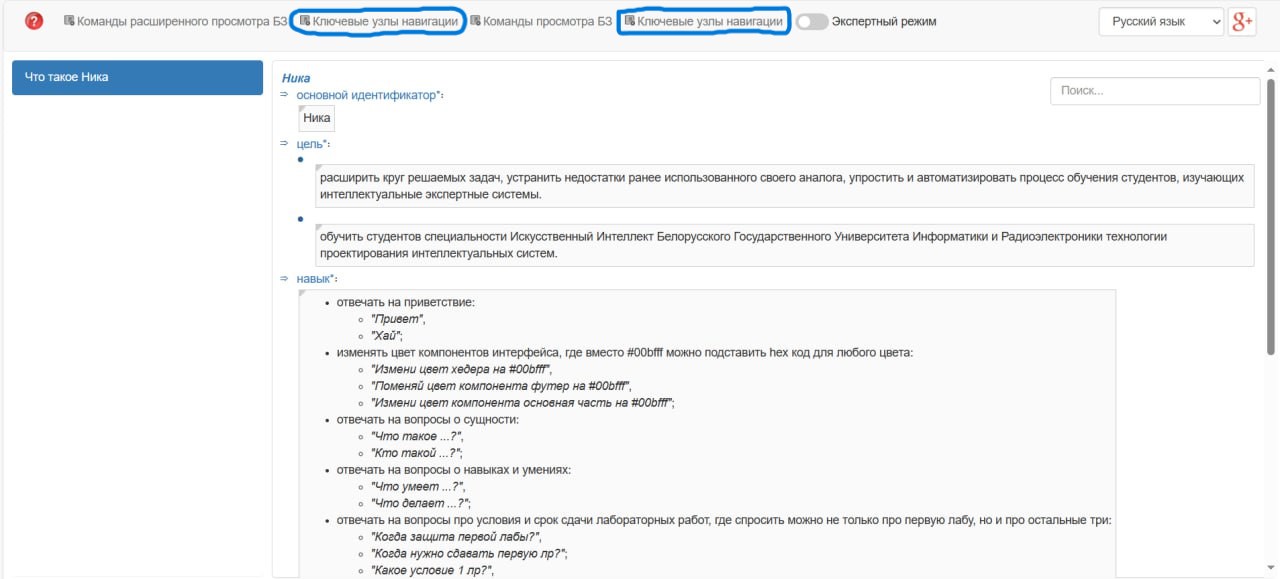 Команды расширенного просмотра БЗ Ключевые узлы навигации Команды просмотра БЗ Ключевые узлы навигации Экспертный режим Русский язык g+
Что такое Ника
Ника
Поиск...
⇒ основной идентификатор*:
Ника
⇒ цель*:
расширить круг решаемых задач, устранить недостатки ранее использованного своего аналога, упростить и автоматизировать процесс обучения студентов, изучающих
интеллектуальные экспертные системы.
обучить студентов специальности Искусственный Интеллект Белорусского Государственного Университета Информатики и Радиоэлектроники технологии
проектирования интеллектуальных систем.
⇒ навык*:
• отвечать на приветствие:
◦ "Привет",
◦ "Хай";
• изменять цвет компонентов интерфейса, где вместо #00bfff можно подставить hex код для любого цвета:
◦ "Измени цвет хедера на #00bfff",
◦ "Поменяй цвет компонента футер на #00bfff",
◦ "Измени цвет компонента основная часть на #00bfff";
• отвечать на вопросы о сущности:
◦ "Что такое ...?",
◦ "Кто такой ...?";
• отвечать на вопросы о навыках и умениях:
◦ "Что умеет ...?",
◦ "Что делает ...?";
• отвечать на вопросы про условия и срок сдачи лабораторных работ, где спросить можно не только про первую лабу, но и про остальные три:
◦ "Когда защита первой лабы?",
◦ "Когда нужно сдавать первую лр?";
◦ "Какое условие 1 лр?",